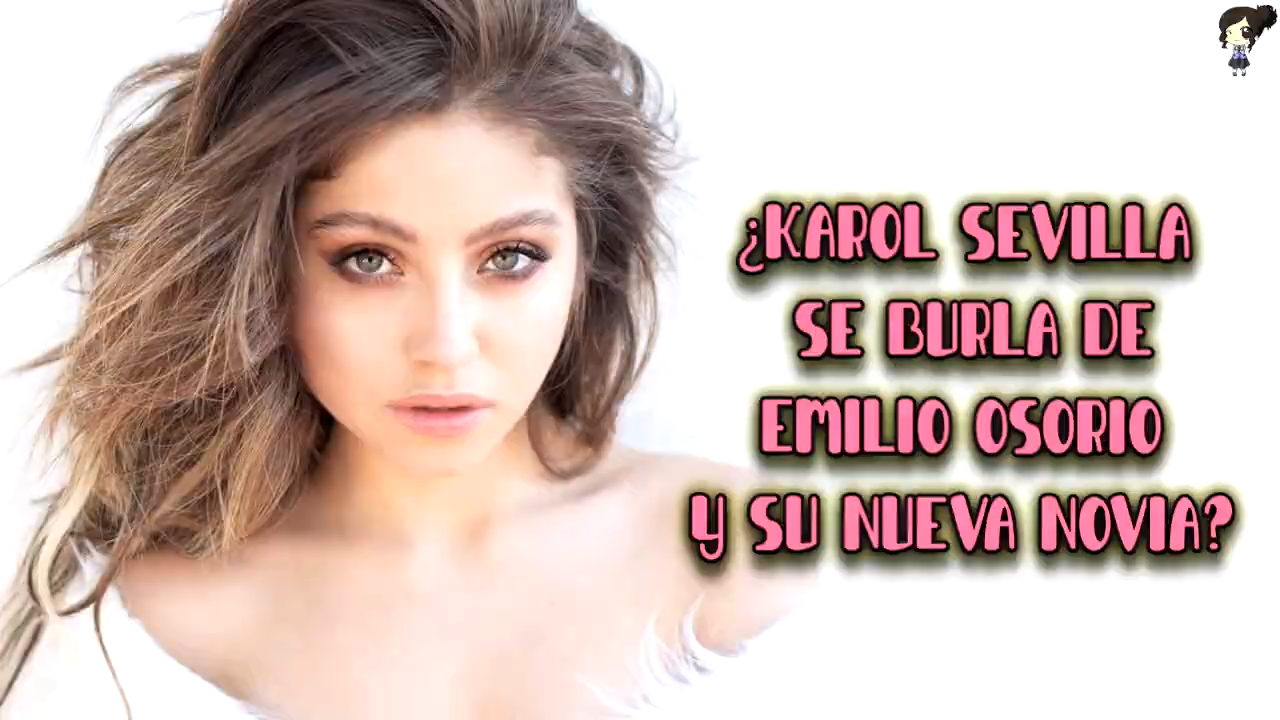 ¿KAROL SEVILLA
SE BURLA DE
EMILIO OSORIO
Y SU NUEVA NOVIA?